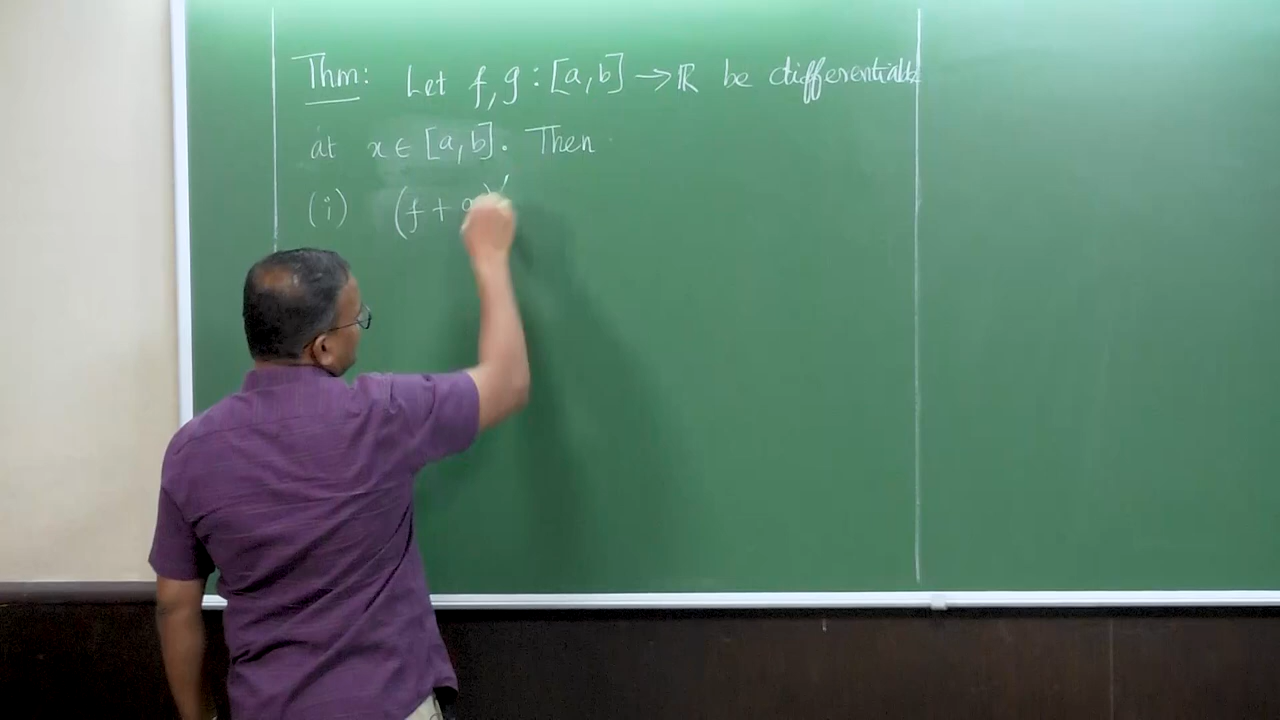 Thm: Let f, g : [a, b] → ℝ be differentiable
at x ∈ [a, b]. Then
(i) (f + g)′